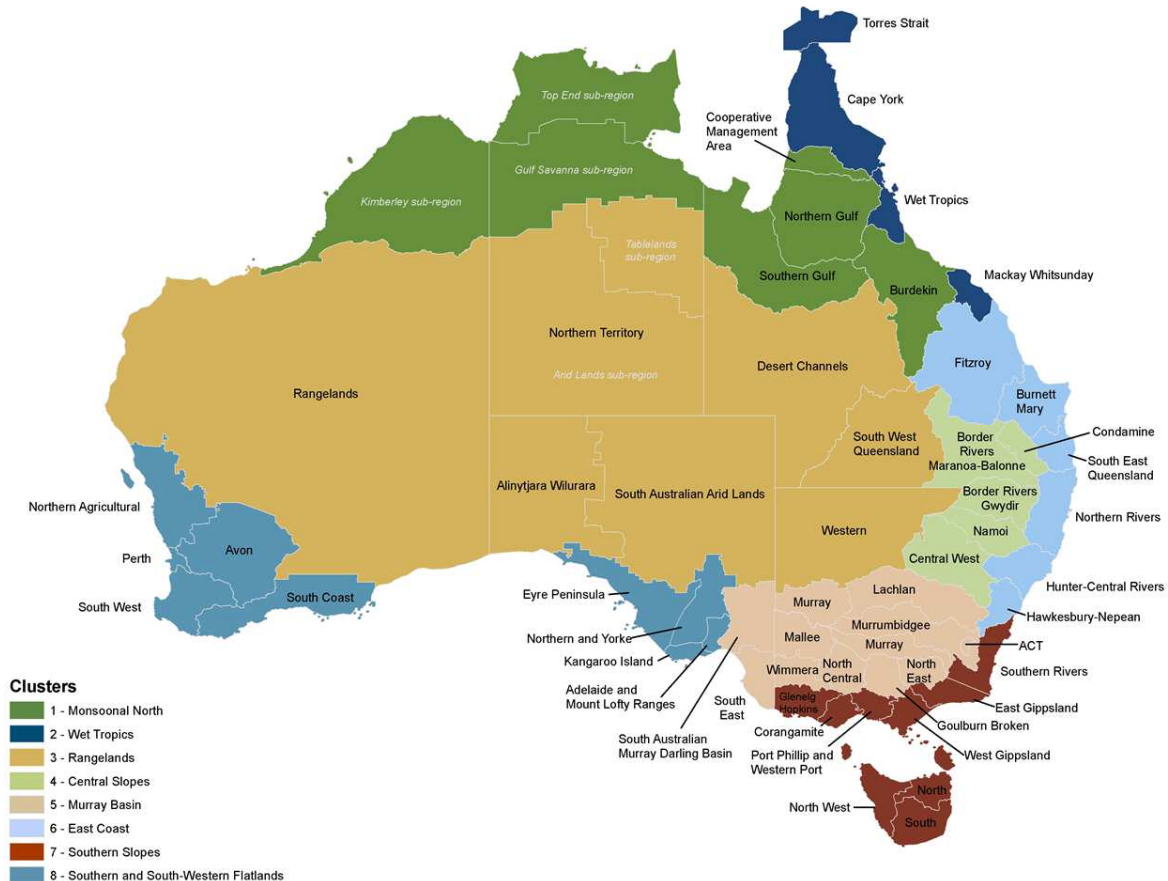 Torres Strait
Cape York
Top End sub-region
Cooperative
Management
Area
Gulf Savanna sub-region
Kimberley sub-region
Wet Tropics
Northern Gulf
Tablelands
sub-region
Southern Gulf
Mackay Whitsunday
Burdekin
Northern Territory
Fitzroy
Desert Channels
Arid Lands sub-region
Rangelands
Burnett
Mary
Condamine
South West
Queensland
Border
Rivers
Maranoa-Balonne
South East
Queensland
Alinytjara Wilurara
South Australian Arid Lands
Border Rivers
Gwydir
Northern Agricultural
Northern Rivers
Western
Namoi
Avon
Perth
Central West
Hunter-Central Rivers
Eyre Peninsula
South Coast
Lachlan
Murray
South West
Hawkesbury-Nepean
Murrumbidgee
Northern and Yorke
Mallee
Murray
ACT
Kangaroo Island
Wimmera
North
Central
North
East
Southern Rivers
Adelaide and
Mount Lofty Ranges
South
East
Glenelg
Hopkins
East Gippsland
Goulburn Broken
Corangamite
South Australian
Murray Darling Basin
Port Phillip and
Western Port
West Gippsland
North West
North
South
Clusters
1 - Monsoonal North
2 - Wet Tropics
3 - Rangelands
4 - Central Slopes
5 - Murray Basin
6 - East Coast
7 - Southern Slopes
8 - Southern and South-Western Flatlands